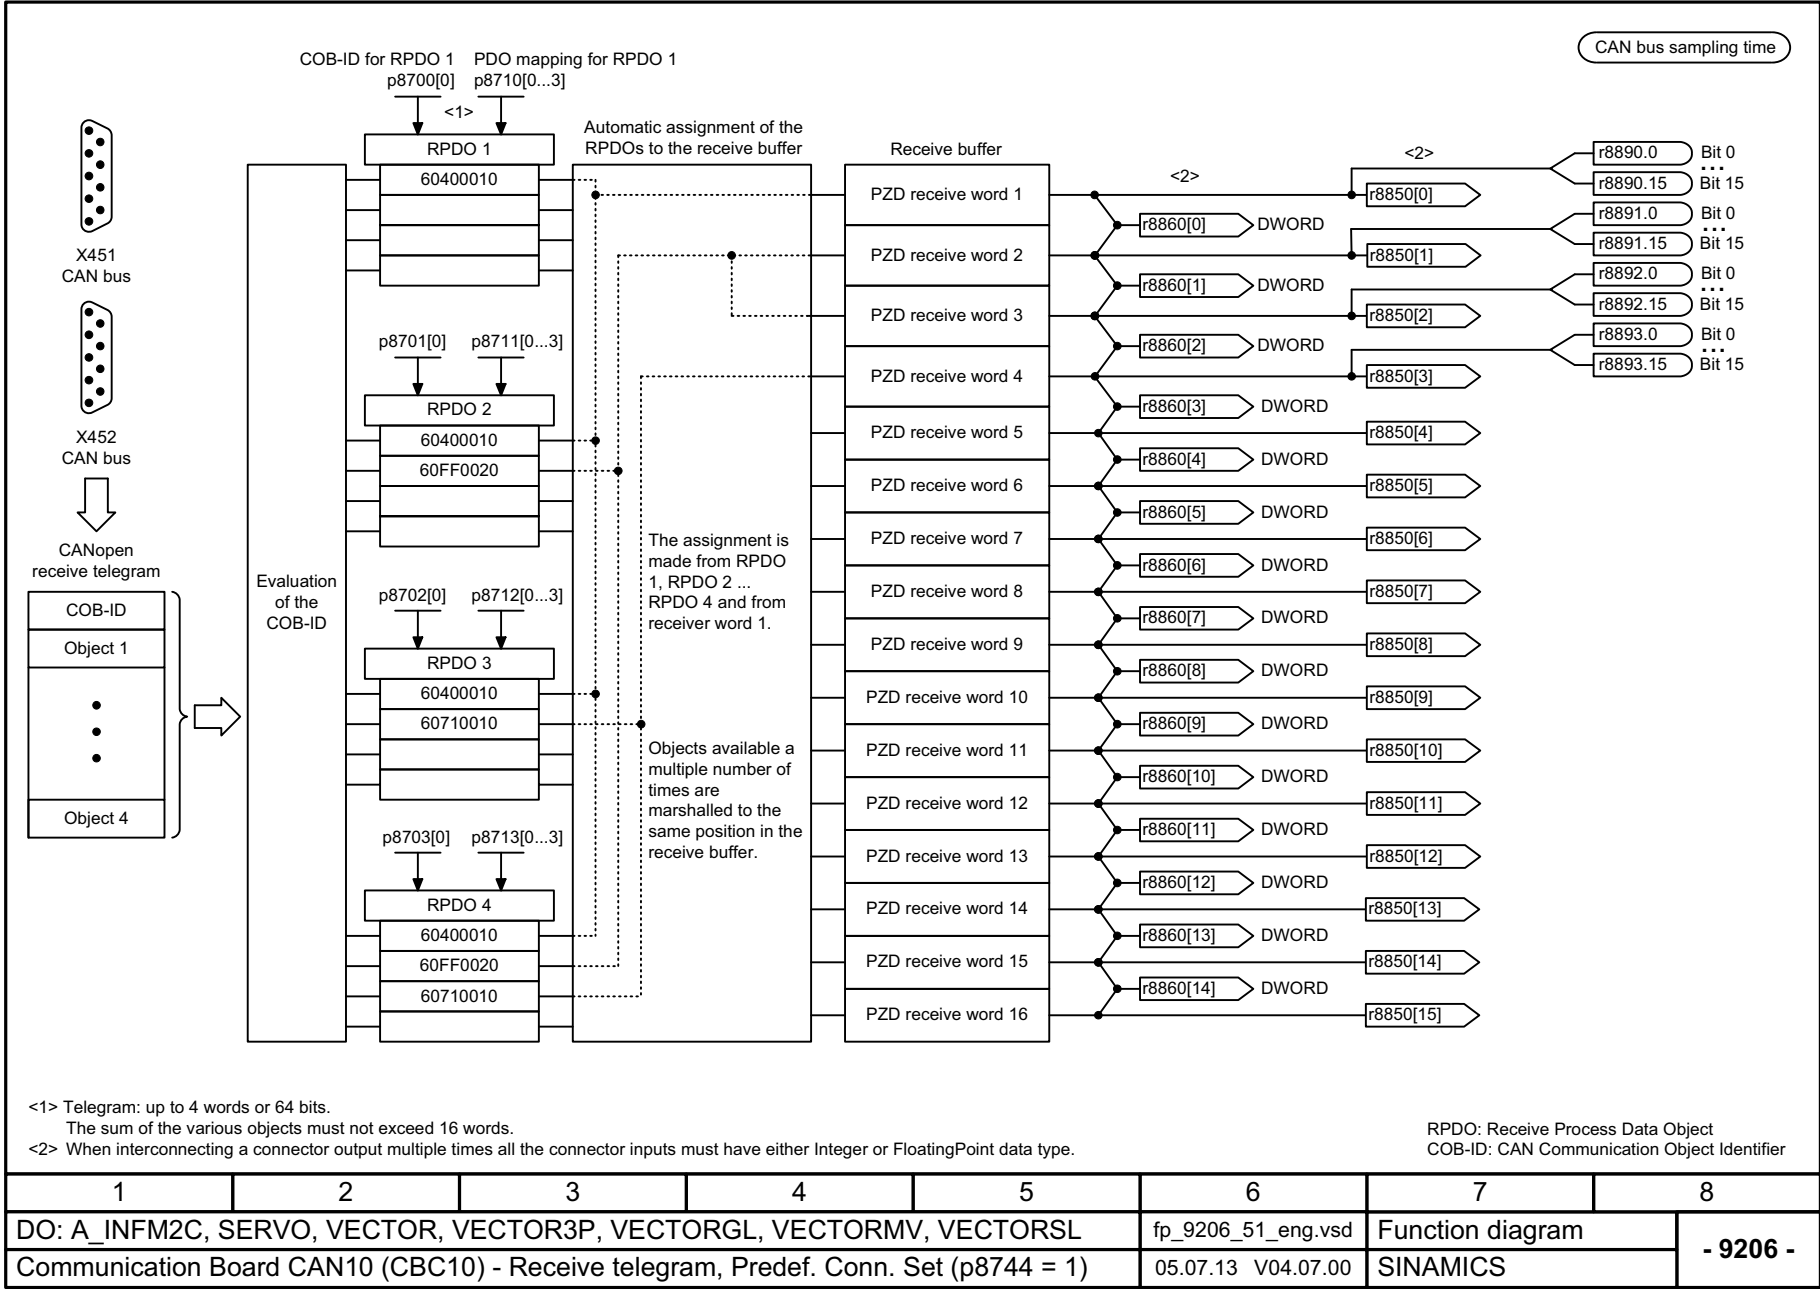 CAN bus sampling time
COB-ID for RPDO 1
p8700[0]
PDO mapping for RPDO 1
p8710[0...3]
<1>
X451
CAN bus
X452
CAN bus
CANopen
receive telegram
COB-ID
Object 1
Object 4
Evaluation
of the
COB-ID
RPDO 1
60400010
p8701[0]
p8711[0...3]
RPDO 2
60400010
60FF0020
p8702[0]
p8712[0...3]
RPDO 3
60400010
60710010
p8703[0]
p8713[0...3]
RPDO 4
60400010
60FF0020
60710010
Automatic assignment of the
RPDOs to the receive buffer
The assignment is
made from RPDO
1, RPDO 2 ...
RPDO 4 and from
receiver word 1.
Objects available a
multiple number of
times are
marshalled to the
same position in the
receive buffer.
Receive buffer
PZD receive word 1
PZD receive word 2
PZD receive word 3
PZD receive word 4
PZD receive word 5
PZD receive word 6
PZD receive word 7
PZD receive word 8
PZD receive word 9
PZD receive word 10
PZD receive word 11
PZD receive word 12
PZD receive word 13
PZD receive word 14
PZD receive word 15
PZD receive word 16
<2>
r8860[0] DWORD
r8860[1] DWORD
r8860[2] DWORD
r8860[3] DWORD
r8860[4] DWORD
r8860[5] DWORD
r8860[6] DWORD
r8860[7] DWORD
r8860[8] DWORD
r8860[9] DWORD
r8860[10] DWORD
r8860[11] DWORD
r8860[12] DWORD
r8860[13] DWORD
r8860[14] DWORD
<2>
r8850[0]
r8850[1]
r8850[2]
r8850[3]
r8850[4]
r8850[5]
r8850[6]
r8850[7]
r8850[8]
r8850[9]
r8850[10]
r8850[11]
r8850[12]
r8850[13]
r8850[14]
r8850[15]
r8890.0 Bit 0
...
r8890.15 Bit 15
r8891.0 Bit 0
...
r8891.15 Bit 15
r8892.0 Bit 0
...
r8892.15 Bit 15
r8893.0 Bit 0
...
r8893.15 Bit 15
<1> Telegram: up to 4 words or 64 bits.
The sum of the various objects must not exceed 16 words.
<2> When interconnecting a connector output multiple times all the connector inputs must have either Integer or FloatingPoint data type.
RPDO: Receive Process Data Object
COB-ID: CAN Communication Object Identifier
1 2 3 4 5 6 7 8
DO: A_INFM2C, SERVO, VECTOR, VECTOR3P, VECTORGL, VECTORMV, VECTORSL
fp_9206_51_eng.vsd
Function diagram
- 9206 -
Communication Board CAN10 (CBC10) - Receive telegram, Predef. Conn. Set (p8744 = 1)
05.07.13 V04.07.00
SINAMICS